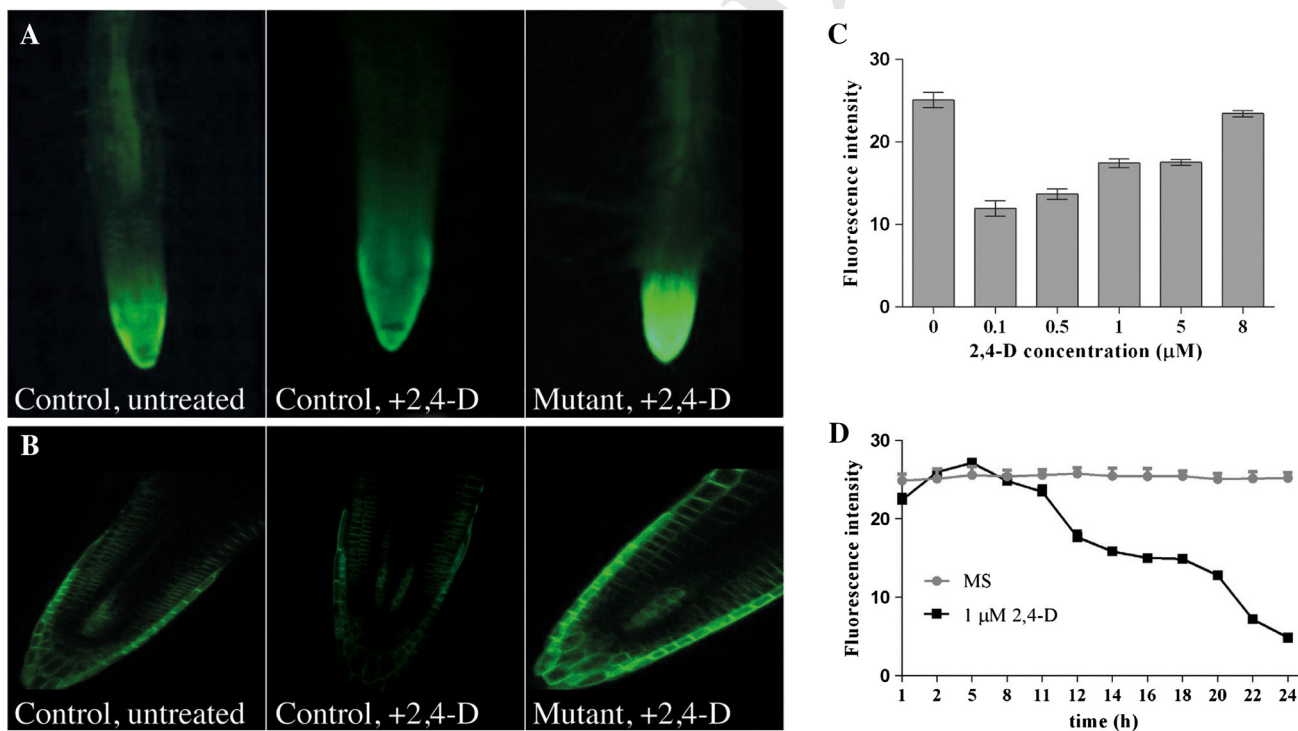 A
Control, untreated
Control, +2,4-D
Mutant, +2,4-D
B
Control, untreated
Control, +2,4-D
Mutant, +2,4-D
C
Fluorescence intensity
30
20
10
0
0 0.1 0.5 1 5 8
2,4-D concentration (μM)
D
Fluorescence intensity
30
20
10
0
MS
1 μM 2,4-D
1 2 5 8 11 12 14 16 18 20 22 24
time (h)